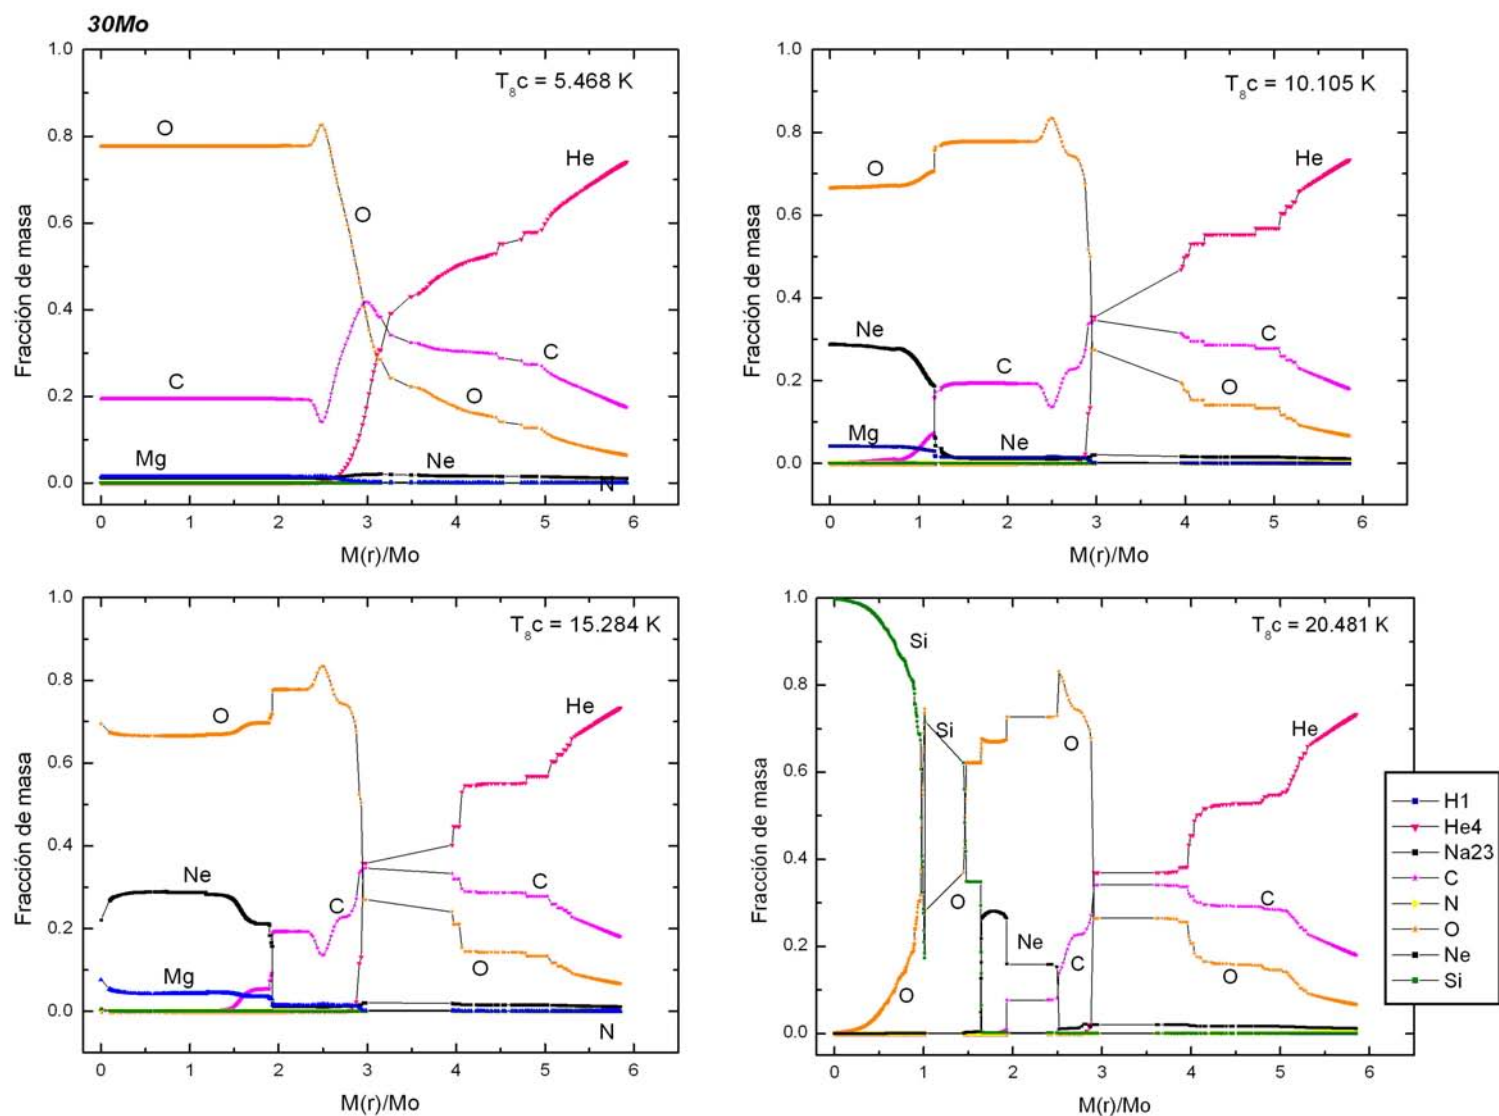 30Mo
T₈c = 5.468 K
Fracción de masa
1.0
0.8
0.6
0.4
0.2
0.0
O
He
O
C
C
O
Mg
Ne
N
0 1 2 3 4 5 6
M(r)/Mo
T₈c = 10.105 K
Fracción de masa
1.0
0.8
0.6
0.4
0.2
0.0
O
He
Ne
C
C
O
Mg
Ne
0 1 2 3 4 5 6
M(r)/Mo
T₈c = 15.284 K
Fracción de masa
1.0
0.8
0.6
0.4
0.2
0.0
O
He
Ne
C
C
Mg
O
N
0 1 2 3 4 5 6
M(r)/Mo
T₈c = 20.481 K
Fracción de masa
1.0
0.8
0.6
0.4
0.2
0.0
Si
Si
O
He
O
Ne
C
C
O
O
0 1 2 3 4 5 6
M(r)/Mo
H1
He4
Na23
C
N
O
Ne
Si